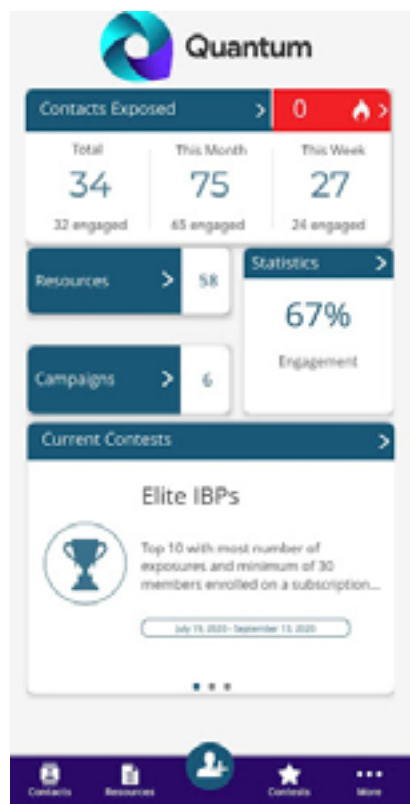 Quantum
Contacts Exposed 0
Total This Month This Week
34 75 27
32 engaged 65 engaged 24 engaged
Resources 58
Statistics
67%
Engagement
Campaigns 6
Current Contests
Elite IBPs
Top 10 with most number of
exposures and minimum of 30
members enrolled on a subscription...
July 19, 2020 - September 13, 2020
Contacts Resources Contests More